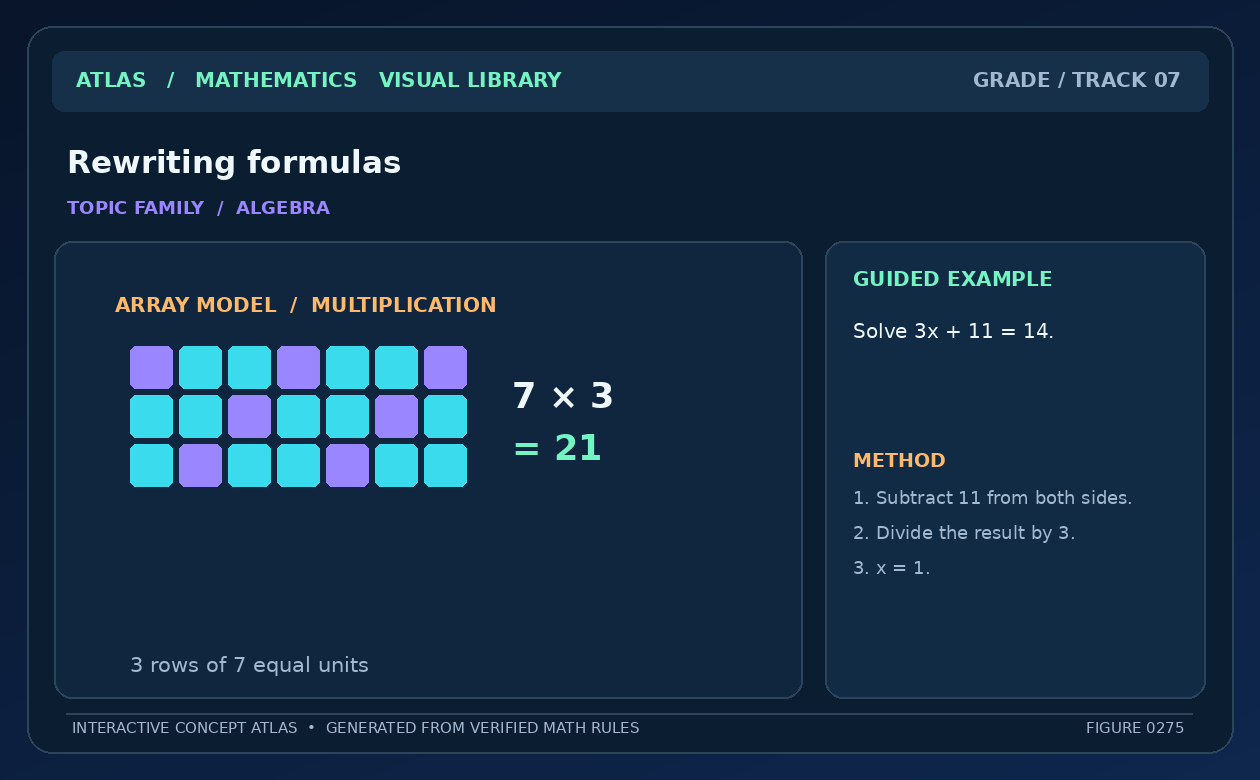 ATLAS / MATHEMATICS VISUAL LIBRARY
GRADE / TRACK 07
Rewriting formulas
TOPIC FAMILY / ALGEBRA
ARRAY MODEL / MULTIPLICATION
7 × 3
= 21
3 rows of 7 equal units
GUIDED EXAMPLE
Solve 3x + 11 = 14.
METHOD
1. Subtract 11 from both sides.
2. Divide the result by 3.
3. x = 1.
INTERACTIVE CONCEPT ATLAS • GENERATED FROM VERIFIED MATH RULES
FIGURE 0275